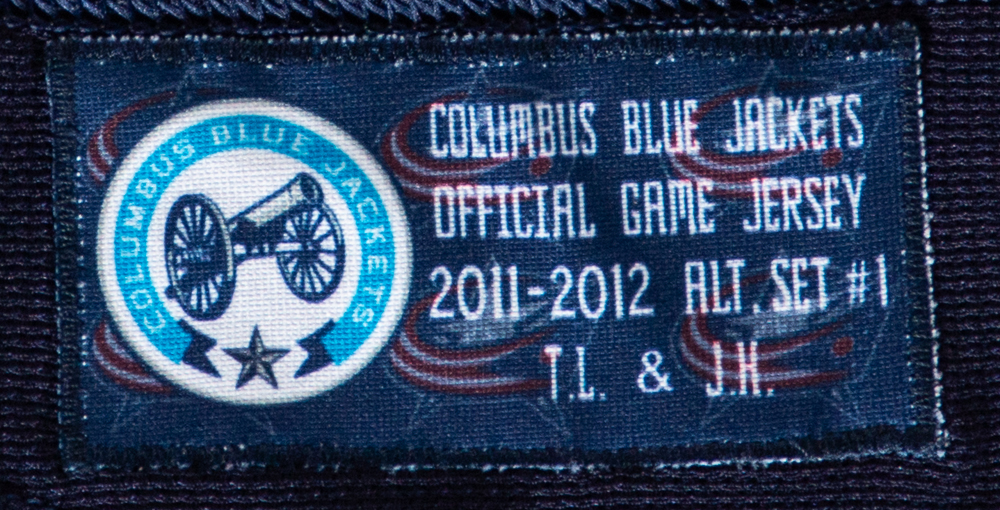 COLUMBUS BLUE JACKETS
COLUMBUS BLUE JACKETS
OFFICIAL GAME JERSEY
2011-2012 ALT. SET #1
T.L. & J.H.